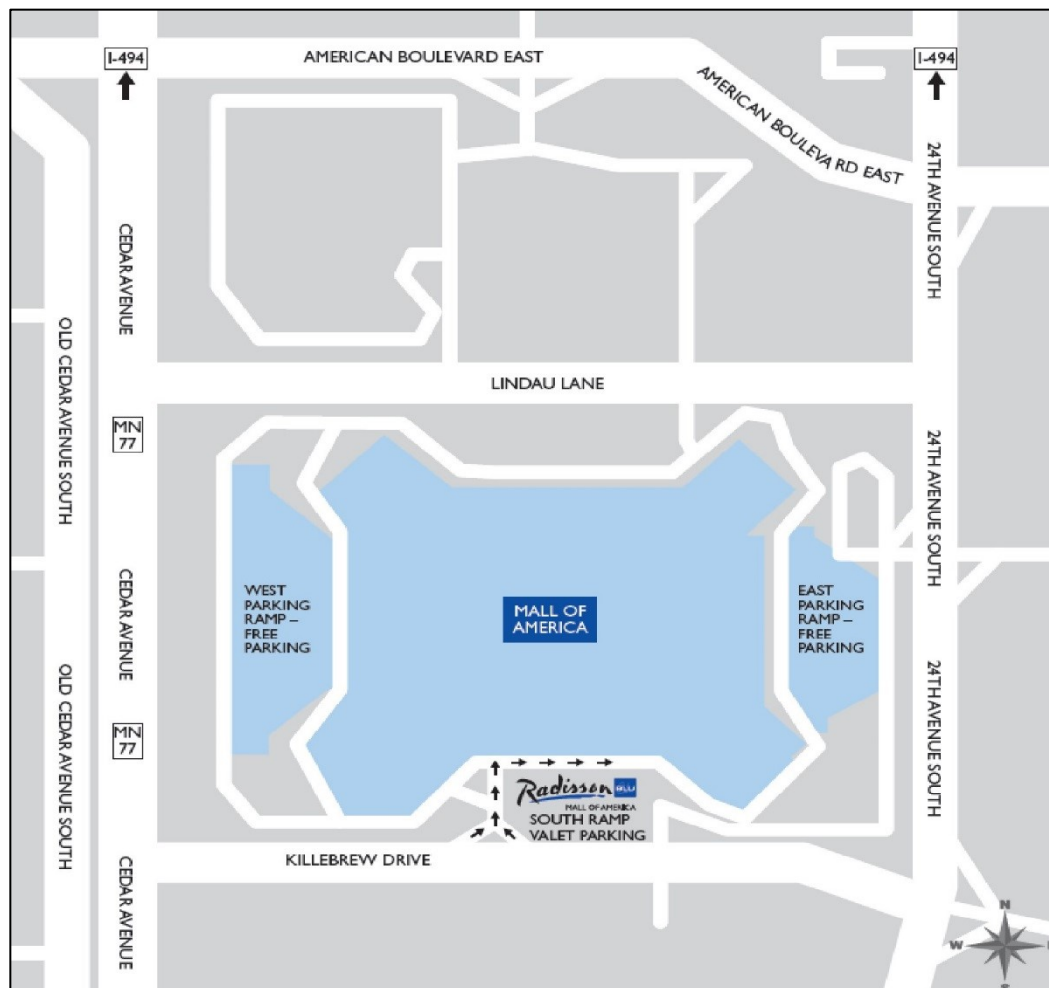 I-494
AMERICAN BOULEVARD EAST
I-494
AMERICAN BOULEVARD EAST
24TH AVENUE SOUTH
CEDAR AVENUE
OLD CEDAR AVENUE SOUTH
LINDAU LANE
MN
77
24TH AVENUE SOUTH
CEDAR AVENUE
WEST
PARKING
RAMP –
FREE
PARKING
MALL OF
AMERICA
EAST
PARKING
RAMP –
FREE
PARKING
OLD CEDAR AVENUE SOUTH
24TH AVENUE SOUTH
MN
77
Radisson BLU
MALL OF AMERICA
SOUTH RAMP
VALET PARKING
KILLEBREW DRIVE
CEDAR AVENUE
N
W
E
S